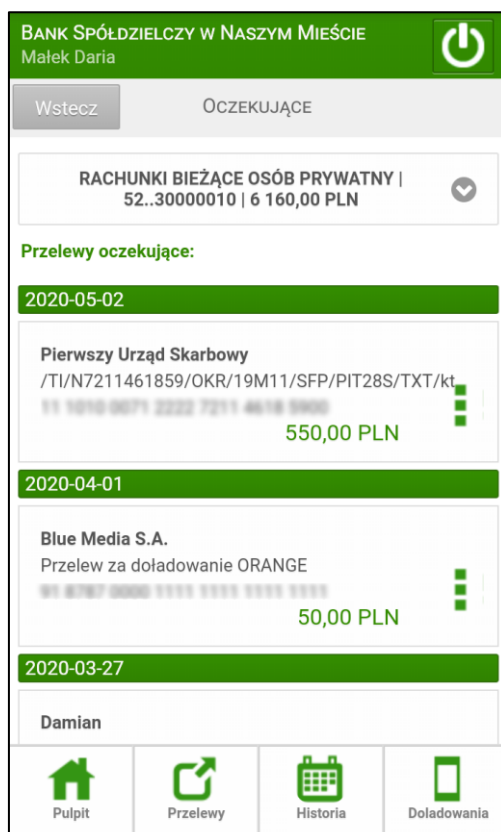 BANK SPÓŁDZIELCZY W NASZYM MIEŚCIE
Małek Daria
Wstecz
OCZEKUJĄCE
RACHUNKI BIEŻĄCE OSÓB PRYWATNY |
52..30000010 | 6 160,00 PLN
Przelewy oczekujące:
2020-05-02
Pierwszy Urząd Skarbowy
/TI/N7211461859/OKR/19M11/SFP/PIT28S/TXT/kt
550,00 PLN
2020-04-01
Blue Media S.A.
Przelew za doładowanie ORANGE
50,00 PLN
2020-03-27
Damian
Pulpit
Przelewy
Historia
Doladowania